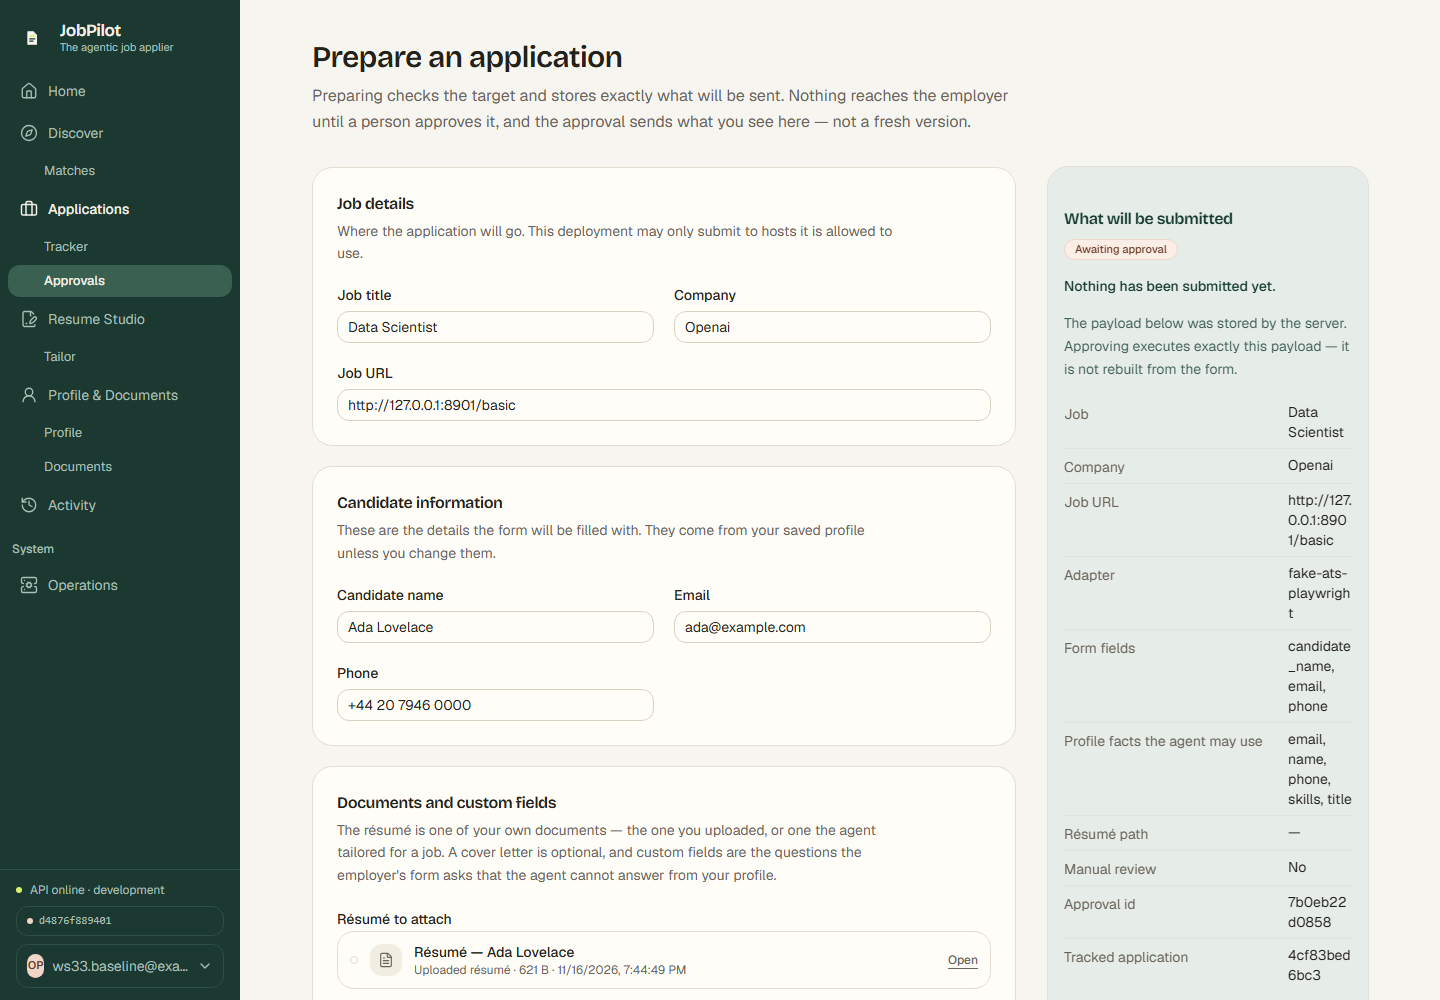 JobPilot
The agentic job applier
Home
Discover
Matches
Applications
Tracker
Approvals
Resume Studio
Tailor
Profile & Documents
Profile
Documents
Activity
System
Operations
API online · development
d4876f889401
OP
ws33.baseline@exa...
Prepare an application
Preparing checks the target and stores exactly what will be sent. Nothing reaches the employer
until a person approves it, and the approval sends what you see here — not a fresh version.
Job details
Where the application will go. This deployment may only submit to hosts it is allowed to
use.
Job title
Company
Data Scientist
Openai
Job URL
http://127.0.0.1:8901/basic
Candidate information
These are the details the form will be filled with. They come from your saved profile
unless you change them.
Candidate name
Email
Ada Lovelace
ada@example.com
Phone
+44 20 7946 0000
Documents and custom fields
The résumé is one of your own documents — the one you uploaded, or one the agent
tailored for a job. A cover letter is optional, and custom fields are the questions the
employer's form asks that the agent cannot answer from your profile.
Résumé to attach
Résumé — Ada Lovelace
Uploaded résumé · 621 B · 11/16/2026, 7:44:49 PM
Open
What will be submitted
Awaiting approval
Nothing has been submitted yet.
The payload below was stored by the server.
Approving executes exactly this payload — it
is not rebuilt from the form.
Job
Data
Scientist
Company
Openai
Job URL
http://127.
0.0.1:890
1/basic
Adapter
fake-ats-
playwrigh
t
Form fields
candidate
_name,
email,
phone
Profile facts the agent may use
email,
name,
phone,
skills, title
Résumé path
—
Manual review
No
Approval id
7b0eb22
d0858
Tracked application
4cf83bed
6bc3